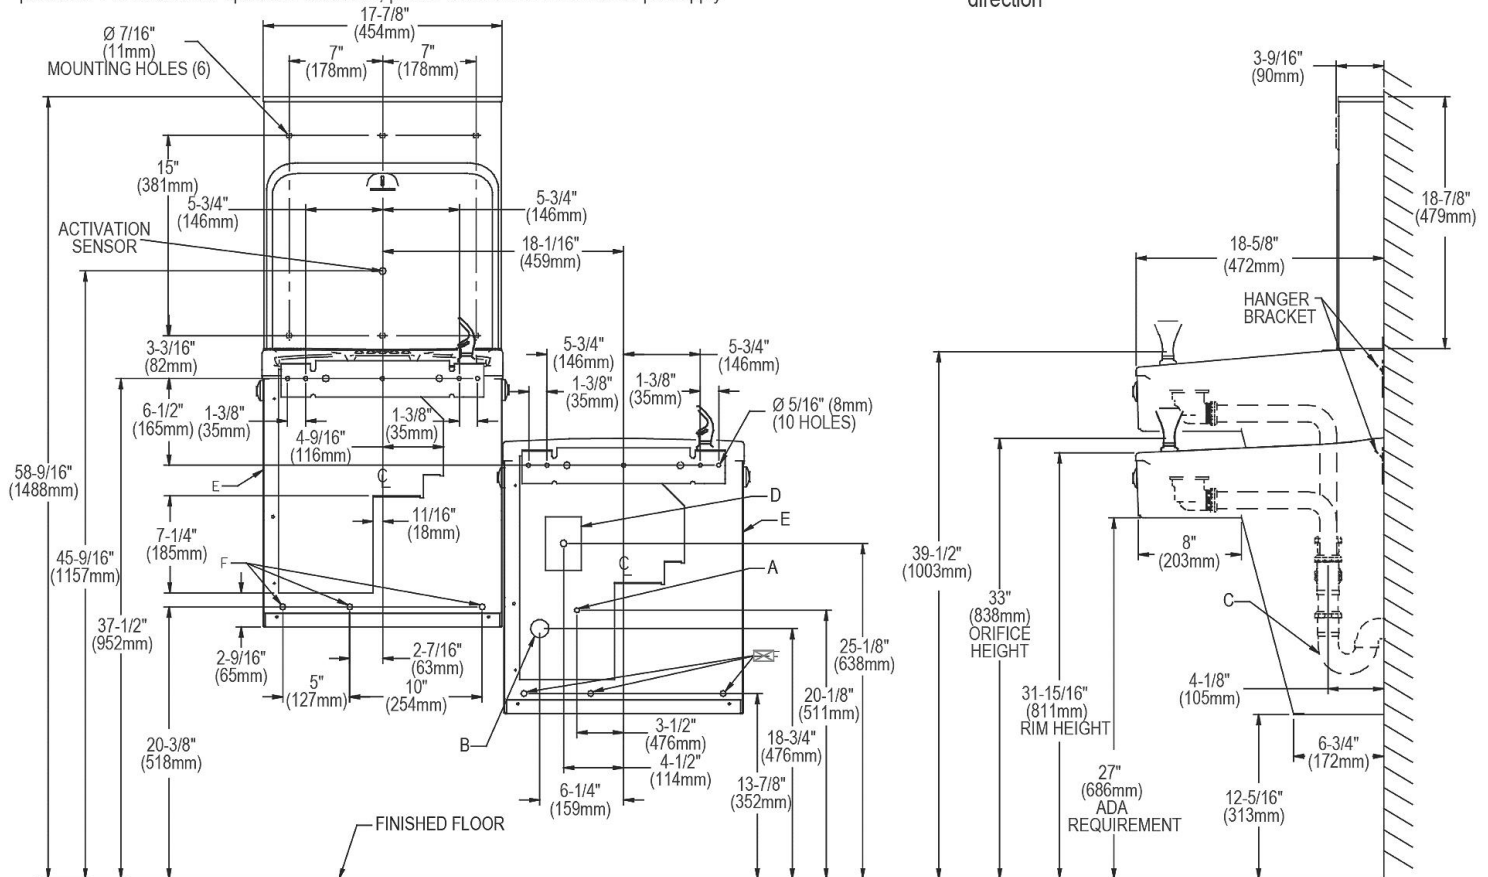 direction
17-7/8"
(454mm)
Ø 7/16"
(11mm)
MOUNTING HOLES (6)
7"
(178mm)
7"
(178mm)
15"
(381mm)
5-3/4"
(146mm)
5-3/4"
(146mm)
ACTIVATION
SENSOR
18-1/16"
(459mm)
3-3/16"
(82mm)
6-1/2"
(165mm)
1-3/8"
(35mm)
1-3/8"
(35mm)
4-9/16"
(116mm)
5-3/4"
(146mm)
5-3/4"
(146mm)
1-3/8"
(35mm)
1-3/8"
(35mm)
Ø 5/16" (8mm)
(10 HOLES)
58-9/16"
(1488mm)
E
C
L
11/16"
(18mm)
7-1/4"
(185mm)
45-9/16"
(1157mm)
F
D
E
C
L
A
37-1/2"
(952mm)
2-9/16"
(65mm)
2-7/16"
(63mm)
5"
(127mm)
10"
(254mm)
25-1/8"
(638mm)
20-1/8"
(511mm)
20-3/8"
(518mm)
B
3-1/2"
(476mm)
18-3/4"
(476mm)
4-1/2"
(114mm)
13-7/8"
(352mm)
6-1/4"
(159mm)
FINISHED FLOOR
3-9/16"
(90mm)
18-7/8"
(479mm)
18-5/8"
(472mm)
HANGER
BRACKET
39-1/2"
(1003mm)
8"
(203mm)
33"
(838mm)
ORIFICE
HEIGHT
C
4-1/8"
(105mm)
31-15/16"
(811mm)
RIM HEIGHT
6-3/4"
(172mm)
27"
(686mm)
ADA
REQUIREMENT
12-5/16"
(313mm)